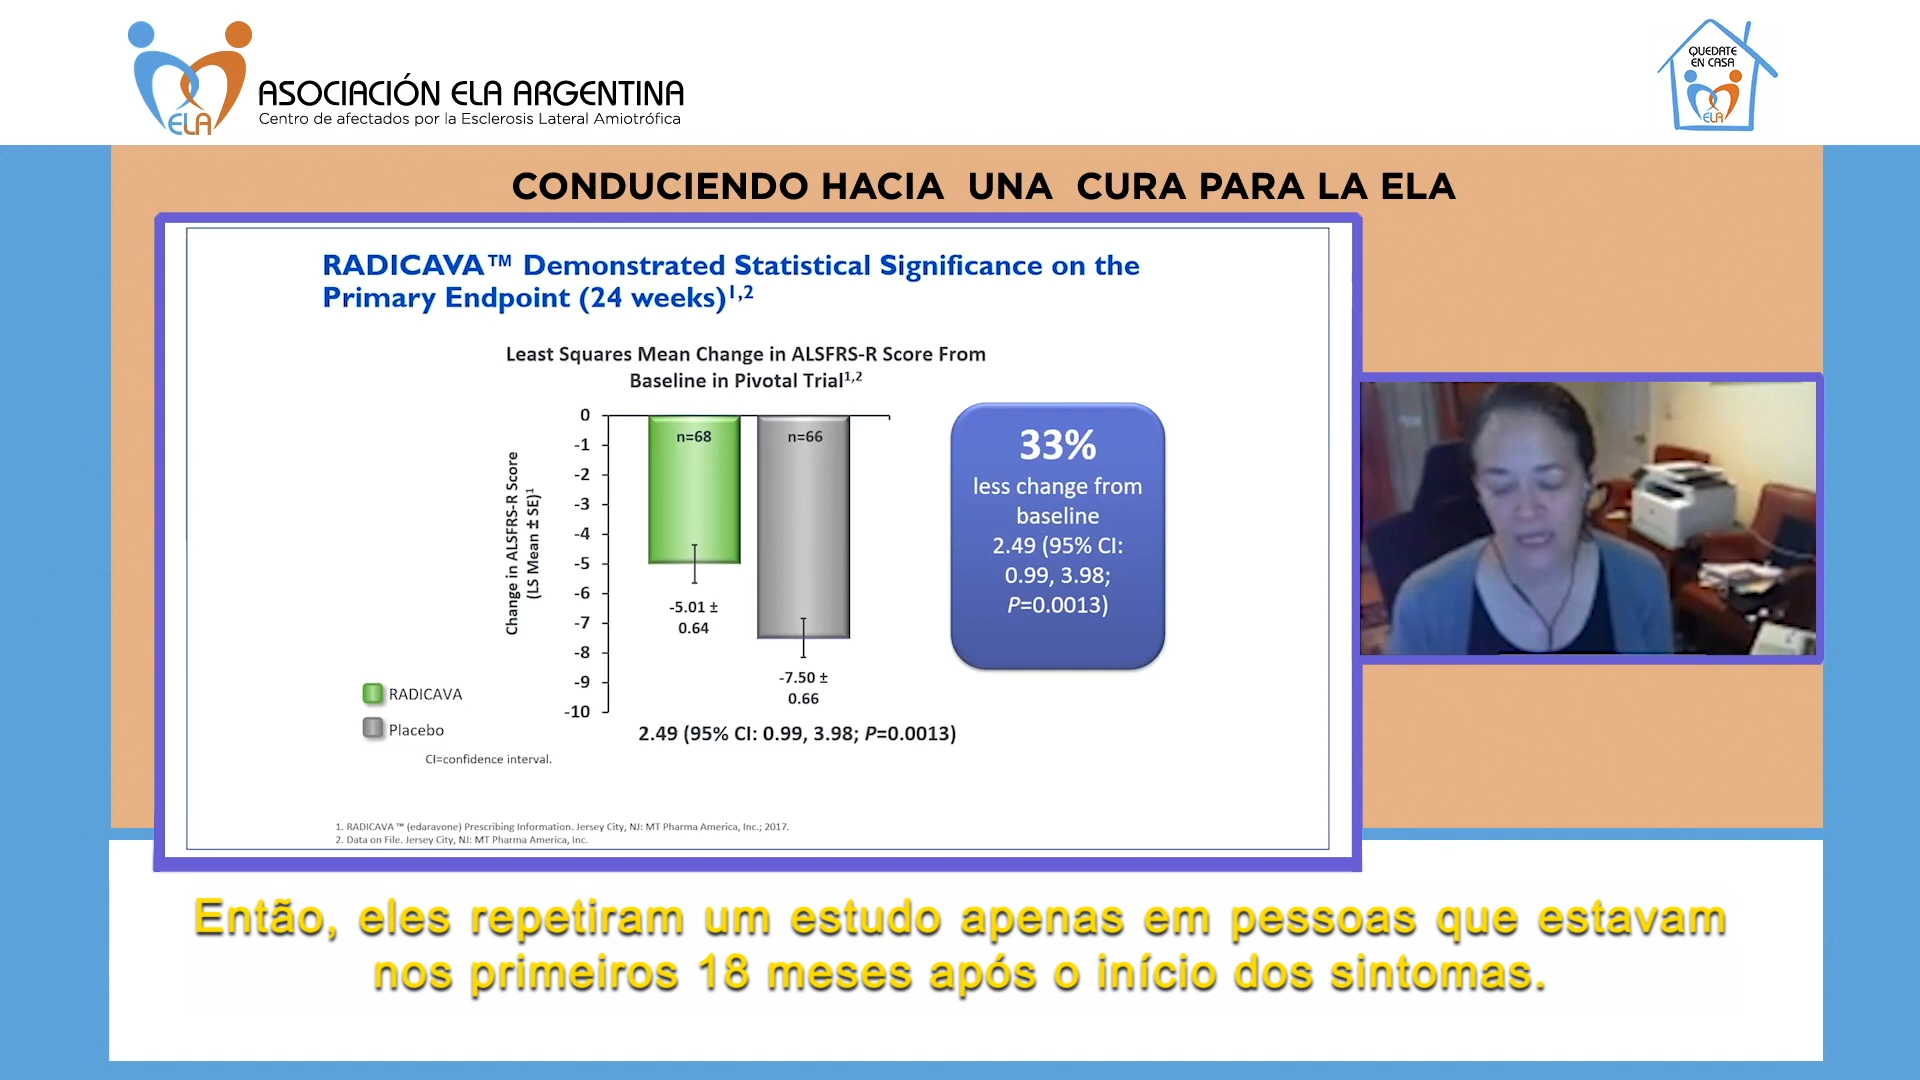 ASOCIACIÓN ELA ARGENTINA
Centro de afectados por la Esclerosis Lateral Amiotrófica
ELA
QUEDATE
EN CASA
ELA
CONDUCIENDO HACIA UNA CURA PARA LA ELA
RADICAVA™ Demonstrated Statistical Significance on the
Primary Endpoint (24 weeks)1,2
Least Squares Mean Change in ALSFRS-R Score From
Baseline in Pivotal Trial1,2
Change in ALSFRS-R Score
(LS Mean ± SE)1
0
-1
-2
-3
-4
-5
-6
-7
-8
-9
-10
n=68
n=66
-5.01 ±
0.64
-7.50 ±
0.66
33%
less change from
baseline
2.49 (95% CI:
0.99, 3.98;
P=0.0013)
RADICAVA
Placebo
2.49 (95% CI: 0.99, 3.98; P=0.0013)
CI=confidence interval.
1. RADICAVA ™ (edaravone) Prescribing Information. Jersey City, NJ: MT Pharma America, Inc.; 2017.
2. Data on File. Jersey City, NJ: MT Pharma America, Inc.
Então, eles repetiram um estudo apenas em pessoas que estavam
nos primeiros 18 meses após o início dos sintomas.